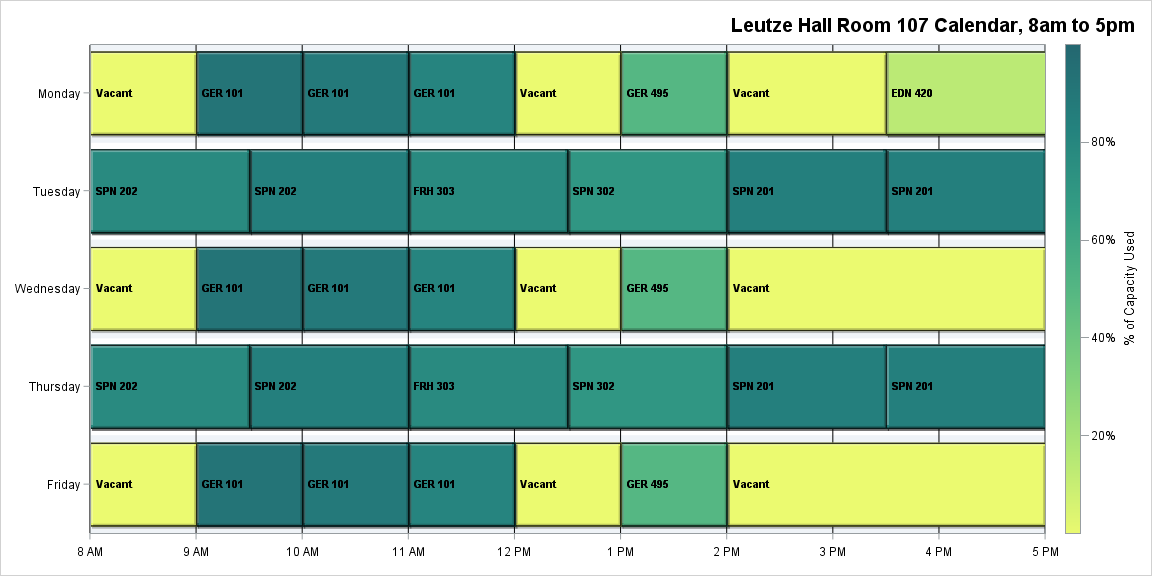 Leutze Hall Room 107 Calendar, 8am to 5pm
Monday
Vacant
GER 101
GER 101
GER 101
Vacant
GER 495
Vacant
EDN 420
Tuesday
SPN 202
SPN 202
FRH 303
SPN 302
SPN 201
SPN 201
Wednesday
Vacant
GER 101
GER 101
GER 101
Vacant
GER 495
Vacant
Thursday
SPN 202
SPN 202
FRH 303
SPN 302
SPN 201
SPN 201
Friday
Vacant
GER 101
GER 101
GER 101
Vacant
GER 495
Vacant
8 AM
9 AM
10 AM
11 AM
12 PM
1 PM
2 PM
3 PM
4 PM
5 PM
80%
60%
40%
20%
% of Capacity Used